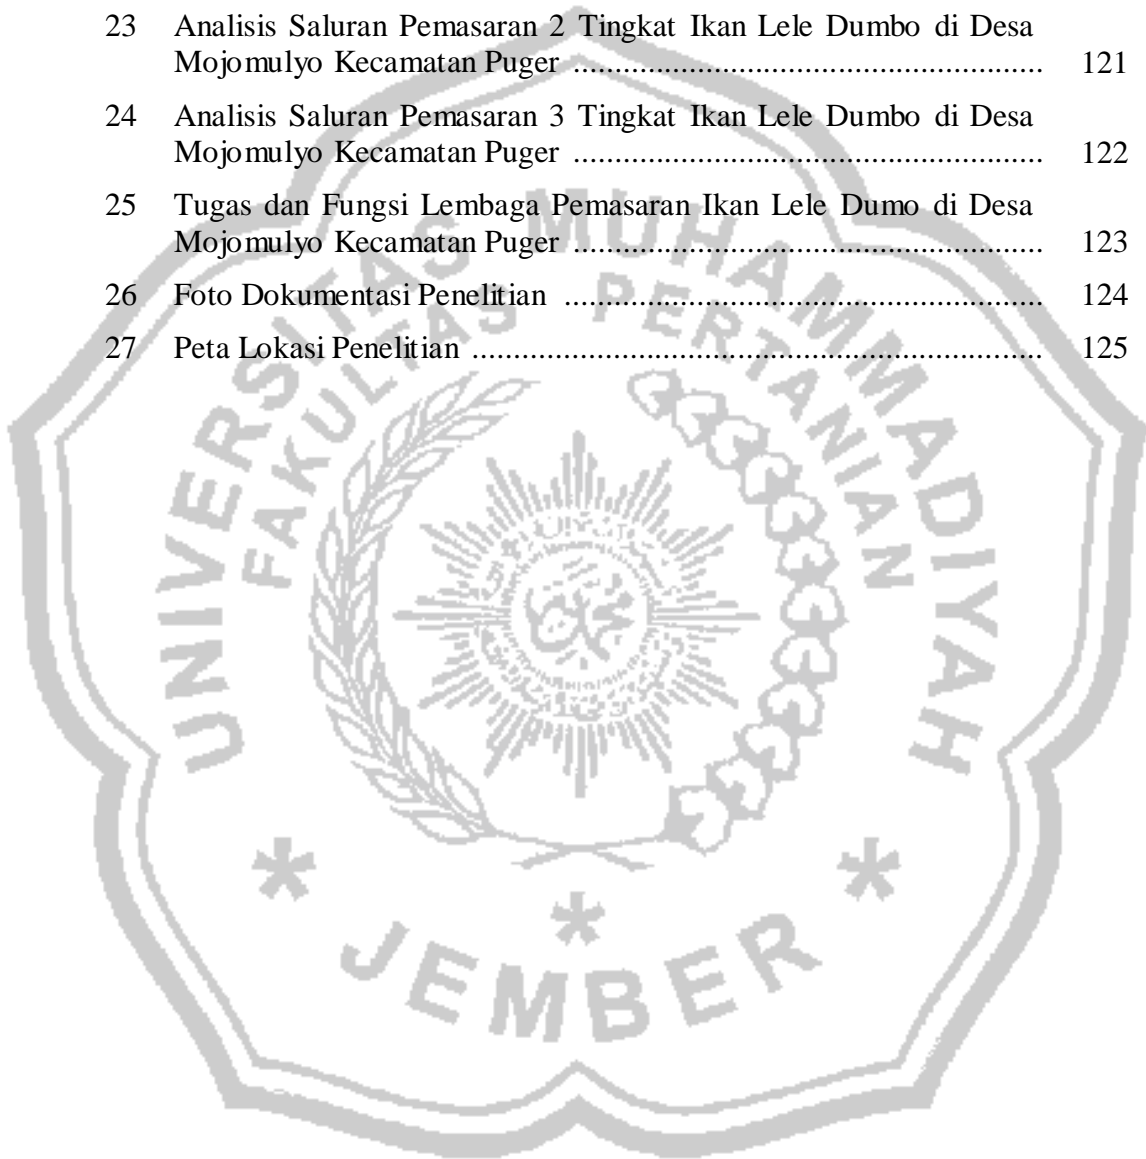 23 Analisis Saluran Pemasaran 2 Tingkat Ikan Lele Dumbo di Desa
Mojomulyo Kecamatan Puger ............................................... 121
24 Analisis Saluran Pemasaran 3 Tingkat Ikan Lele Dumbo di Desa
Mojomulyo Kecamatan Puger ............................................... 122
25 Tugas dan Fungsi Lembaga Pemasaran Ikan Lele Dumo di Desa
Mojomulyo Kecamatan Puger ............................................... 123
26 Foto Dokumentasi Penelitian ................................................ 124
27 Peta Lokasi Penelitian ......................................................... 125
UNIVERSITAS MUHAMMADIYAH
FAKULTAS PERTANIAN
* * *
JEMBER